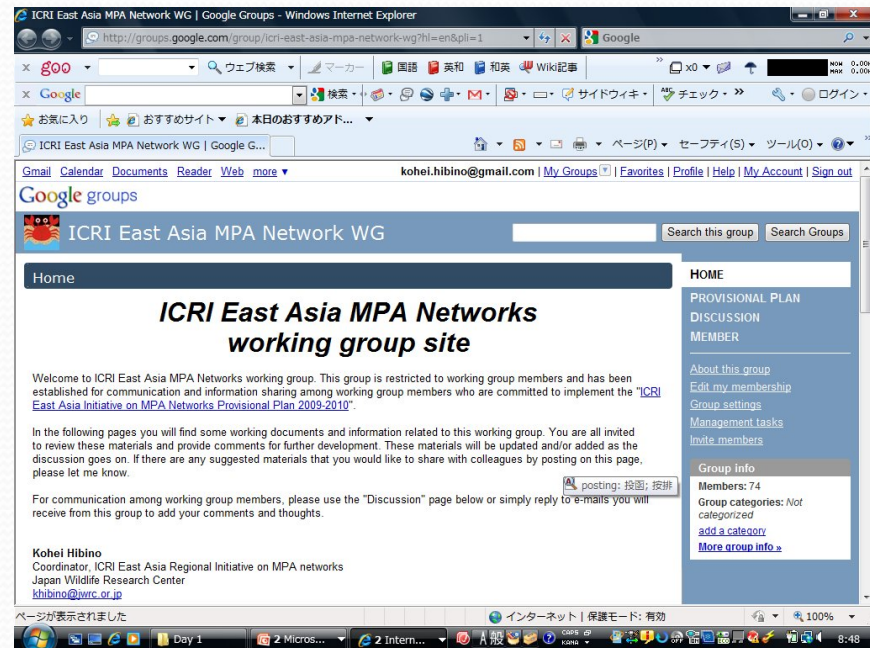 ICRI East Asia MPA Network WG | Google Groups - Windows Internet Explorer
http://groups.google.com/group/icri-east-asia-mpa-network-wg?hl=en&pli=1
Google
goo ウェブ検索 マーカー 国語 英和 和英 Wiki記事 x0 NOW 0.00 MAX 0.00
Google 検索 サイドウィキ チェック ログイン
お気に入り おすすめサイト 本日のおすすめアド...
ICRI East Asia MPA Network WG | Google G... ページ(P) セーフティ(S) ツール(O)
Gmail Calendar Documents Reader Web more kohei.hibino@gmail.com | My Groups | Favorites | Profile | Help | My Account | Sign out
Google groups
ICRI East Asia MPA Network WG Search this group Search Groups
Home
ICRI East Asia MPA Networks
working group site
Welcome to ICRI East Asia MPA Networks working group. This group is restricted to working group members and has been
established for communication and information sharing among working group members who are committed to implement the "ICRI
East Asia Initiative on MPA Networks Provisional Plan 2009-2010".
In the following pages you will find some working documents and information related to this working group. You are all invited
to review these materials and provide comments for further development. These materials will be updated and/or added as the
discussion goes on. If there are any suggested materials that you would like to share with colleagues by posting on this page,
please let me know.
posting: 投函; 按排
For communication among working group members, please use the "Discussion" page below or simply reply to e-mails you will
receive from this group to add your comments and thoughts.
Kohei Hibino
Coordinator, ICRI East Asia Regional Initiative on MPA networks
Japan Wildlife Research Center
khibino@jwrc.or.jp
HOME
PROVISIONAL PLAN
DISCUSSION
MEMBER
About this group
Edit my membership
Group settings
Management tasks
Invite members
Group info
Members: 74
Group categories: Not
categorized
add a category
More group info »
ページが表示されました インターネット | 保護モード: 有効 100%
Day 1 2 Micros... 2 Intern... A 般 CAPS KANA 8:48